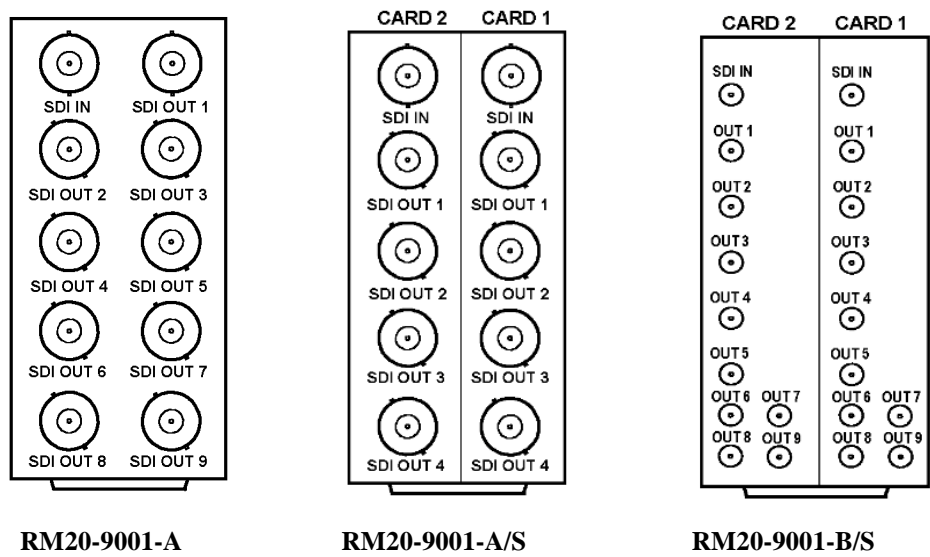 SDI IN SDI OUT 1
SDI OUT 2 SDI OUT 3
SDI OUT 4 SDI OUT 5
SDI OUT 6 SDI OUT 7
SDI OUT 8 SDI OUT 9
RM20-9001-A
CARD 2 CARD 1
SDI IN SDI IN
SDI OUT 1 SDI OUT 1
SDI OUT 2 SDI OUT 2
SDI OUT 3 SDI OUT 3
SDI OUT 4 SDI OUT 4
RM20-9001-A/S
CARD 2 CARD 1
SDI IN SDI IN
OUT 1 OUT 1
OUT 2 OUT 2
OUT 3 OUT 3
OUT 4 OUT 4
OUT 5 OUT 5
OUT 6 OUT 7 OUT 6 OUT 7
OUT 8 OUT 9 OUT 8 OUT 9
RM20-9001-B/S